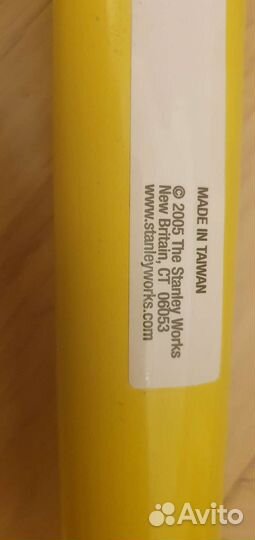 MADE IN TAIWAN
© 2005 The Stanley Works
New Britain, CT 06053
www.stanleyworks.com
Avito